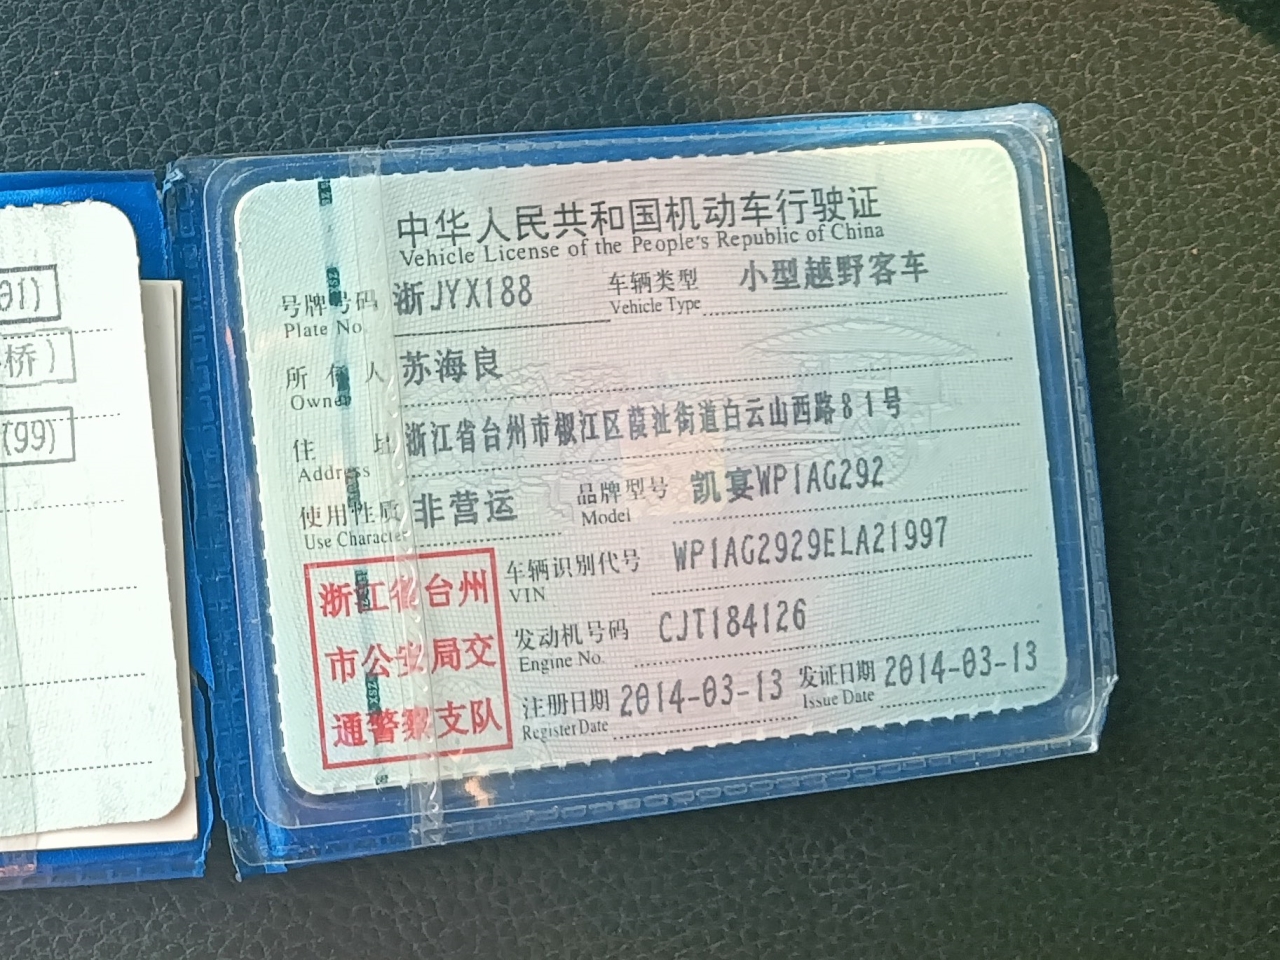 01)
桥)
(99)
中华人民共和国机动车行驶证
Vehicle License of the People's Republic of China
号牌号码 浙JYX188 车辆类型 小型越野客车
Plate No. Vehicle Type
所有人 苏海良
Owner
住址 浙江省台州市椒江区葭沚街道白云山西路81号
Address
使用性质 非营运 品牌型号 凯宴WP1AG292
Use Character Model
车辆识别代号 WP1AG2929ELA21997
VIN
发动机号码 CJT184126
Engine No.
注册日期 2014-03-13 发证日期 2014-03-13
Register Date Issue Date
浙江省台州
市公安局交
通警察支队